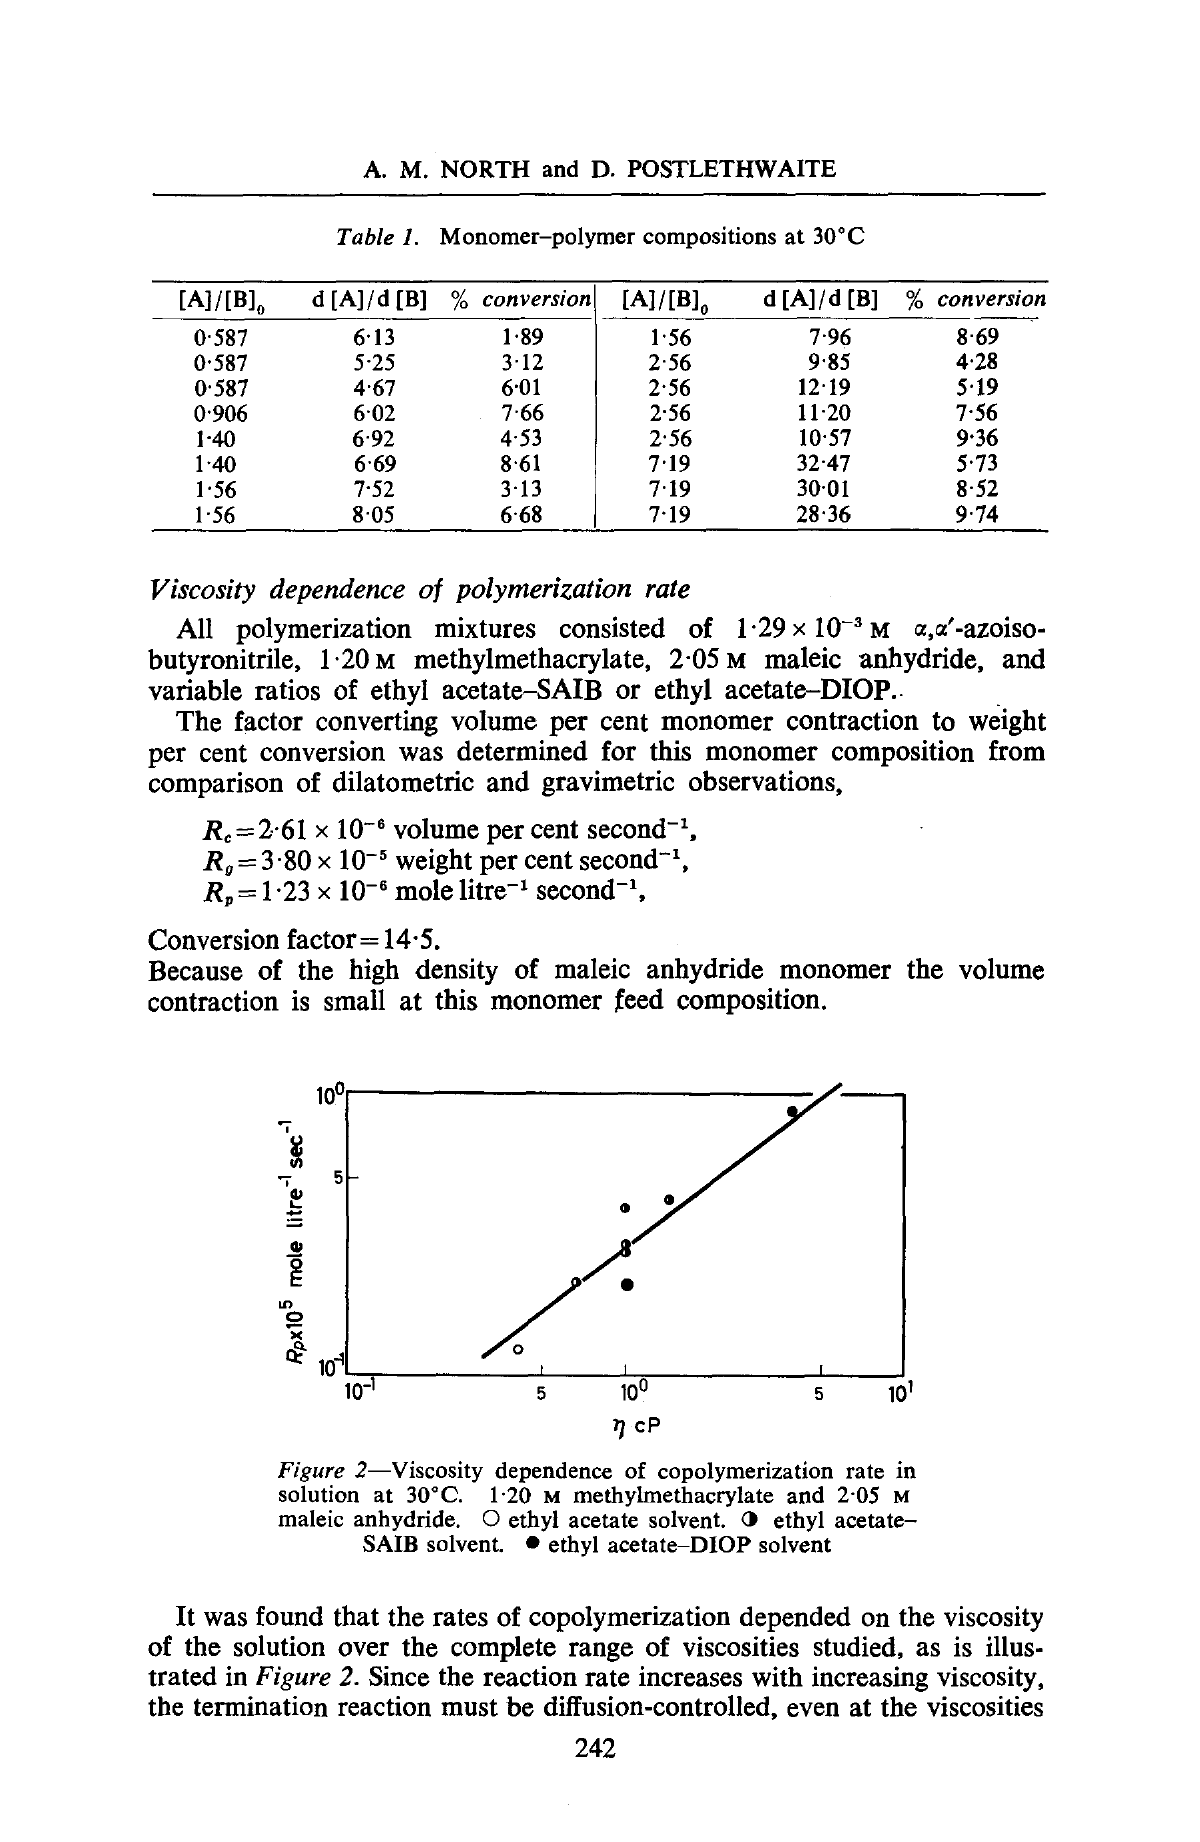 A. M. NORTH and D. POSTLETHWAITE
Table 1. Monomer–polymer compositions at 30°C
[A]/[B]₀ d [A]/d [B] % conversion [A]/[B]₀ d [A]/d [B] % conversion
0·587 6·13 1·89 1·56 7·96 8·69
0·587 5·25 3·12 2·56 9·85 4·28
0·587 4·67 6·01 2·56 12·19 5·19
0·906 6·02 7·66 2·56 11·20 7·56
1·40 6·92 4·53 2·56 10·57 9·36
1·40 6·69 8·61 7·19 32·47 5·73
1·56 7·52 3·13 7·19 30·01 8·52
1·56 8·05 6·68 7·19 28·36 9·74
Viscosity dependence of polymerization rate
All polymerization mixtures consisted of 1·29 × 10⁻³ M α,α′-azoiso-
butyronitrile, 1·20 M methylmethacrylate, 2·05 M maleic anhydride, and
variable ratios of ethyl acetate–SAIB or ethyl acetate–DIOP.
The factor converting volume per cent monomer contraction to weight
per cent conversion was determined for this monomer composition from
comparison of dilatometric and gravimetric observations,
R_c = 2·61 × 10⁻⁶ volume per cent second⁻¹,
R_g = 3·80 × 10⁻⁵ weight per cent second⁻¹,
R_p = 1·23 × 10⁻⁶ mole litre⁻¹ second⁻¹,
Conversion factor = 14·5.
Because of the high density of maleic anhydride monomer the volume
contraction is small at this monomer feed composition.
10⁰
5
10⁻¹
Rp×10⁵ mole litre⁻¹ sec⁻¹
10⁻¹ 5 10⁰ 5 10¹
η cP
Figure 2—Viscosity dependence of copolymerization rate in
solution at 30°C. 1·20 M methylmethacrylate and 2·05 M
maleic anhydride. ○ ethyl acetate solvent. ◑ ethyl acetate–
SAIB solvent. ● ethyl acetate–DIOP solvent
It was found that the rates of copolymerization depended on the viscosity
of the solution over the complete range of viscosities studied, as is illus-
trated in Figure 2. Since the reaction rate increases with increasing viscosity,
the termination reaction must be diffusion-controlled, even at the viscosities
242